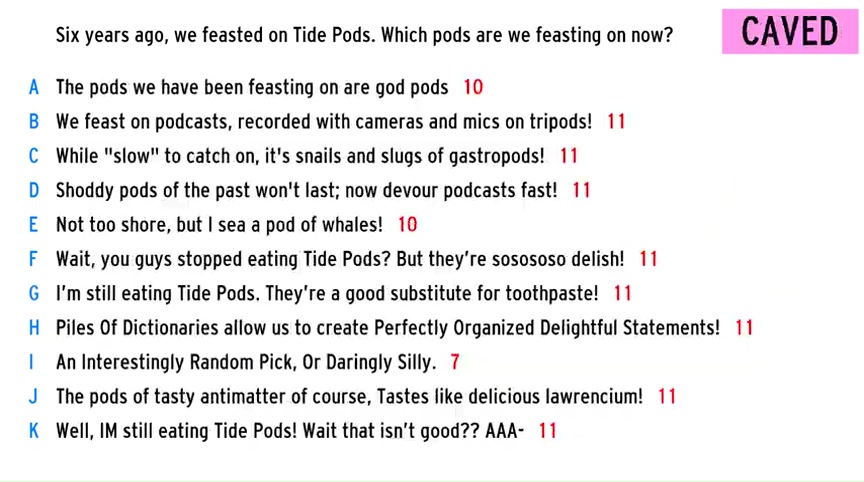 Six years ago, we feasted on Tide Pods. Which pods are we feasting on now?
CAVED
A The pods we have been feasting on are god pods 10
B We feast on podcasts, recorded with cameras and mics on tripods! 11
C While "slow" to catch on, it's snails and slugs of gastropods! 11
D Shoddy pods of the past won't last; now devour podcasts fast! 11
E Not too shore, but I sea a pod of whales! 10
F Wait, you guys stopped eating Tide Pods? But they’re sosososo delish! 11
G I’m still eating Tide Pods. They’re a good substitute for toothpaste! 11
H Piles Of Dictionaries allow us to create Perfectly Organized Delightful Statements! 11
I An Interestingly Random Pick, Or Daringly Silly. 7
J The pods of tasty antimatter of course, Tastes like delicious lawrencium! 11
K Well, IM still eating Tide Pods! Wait that isn’t good?? AAA- 11